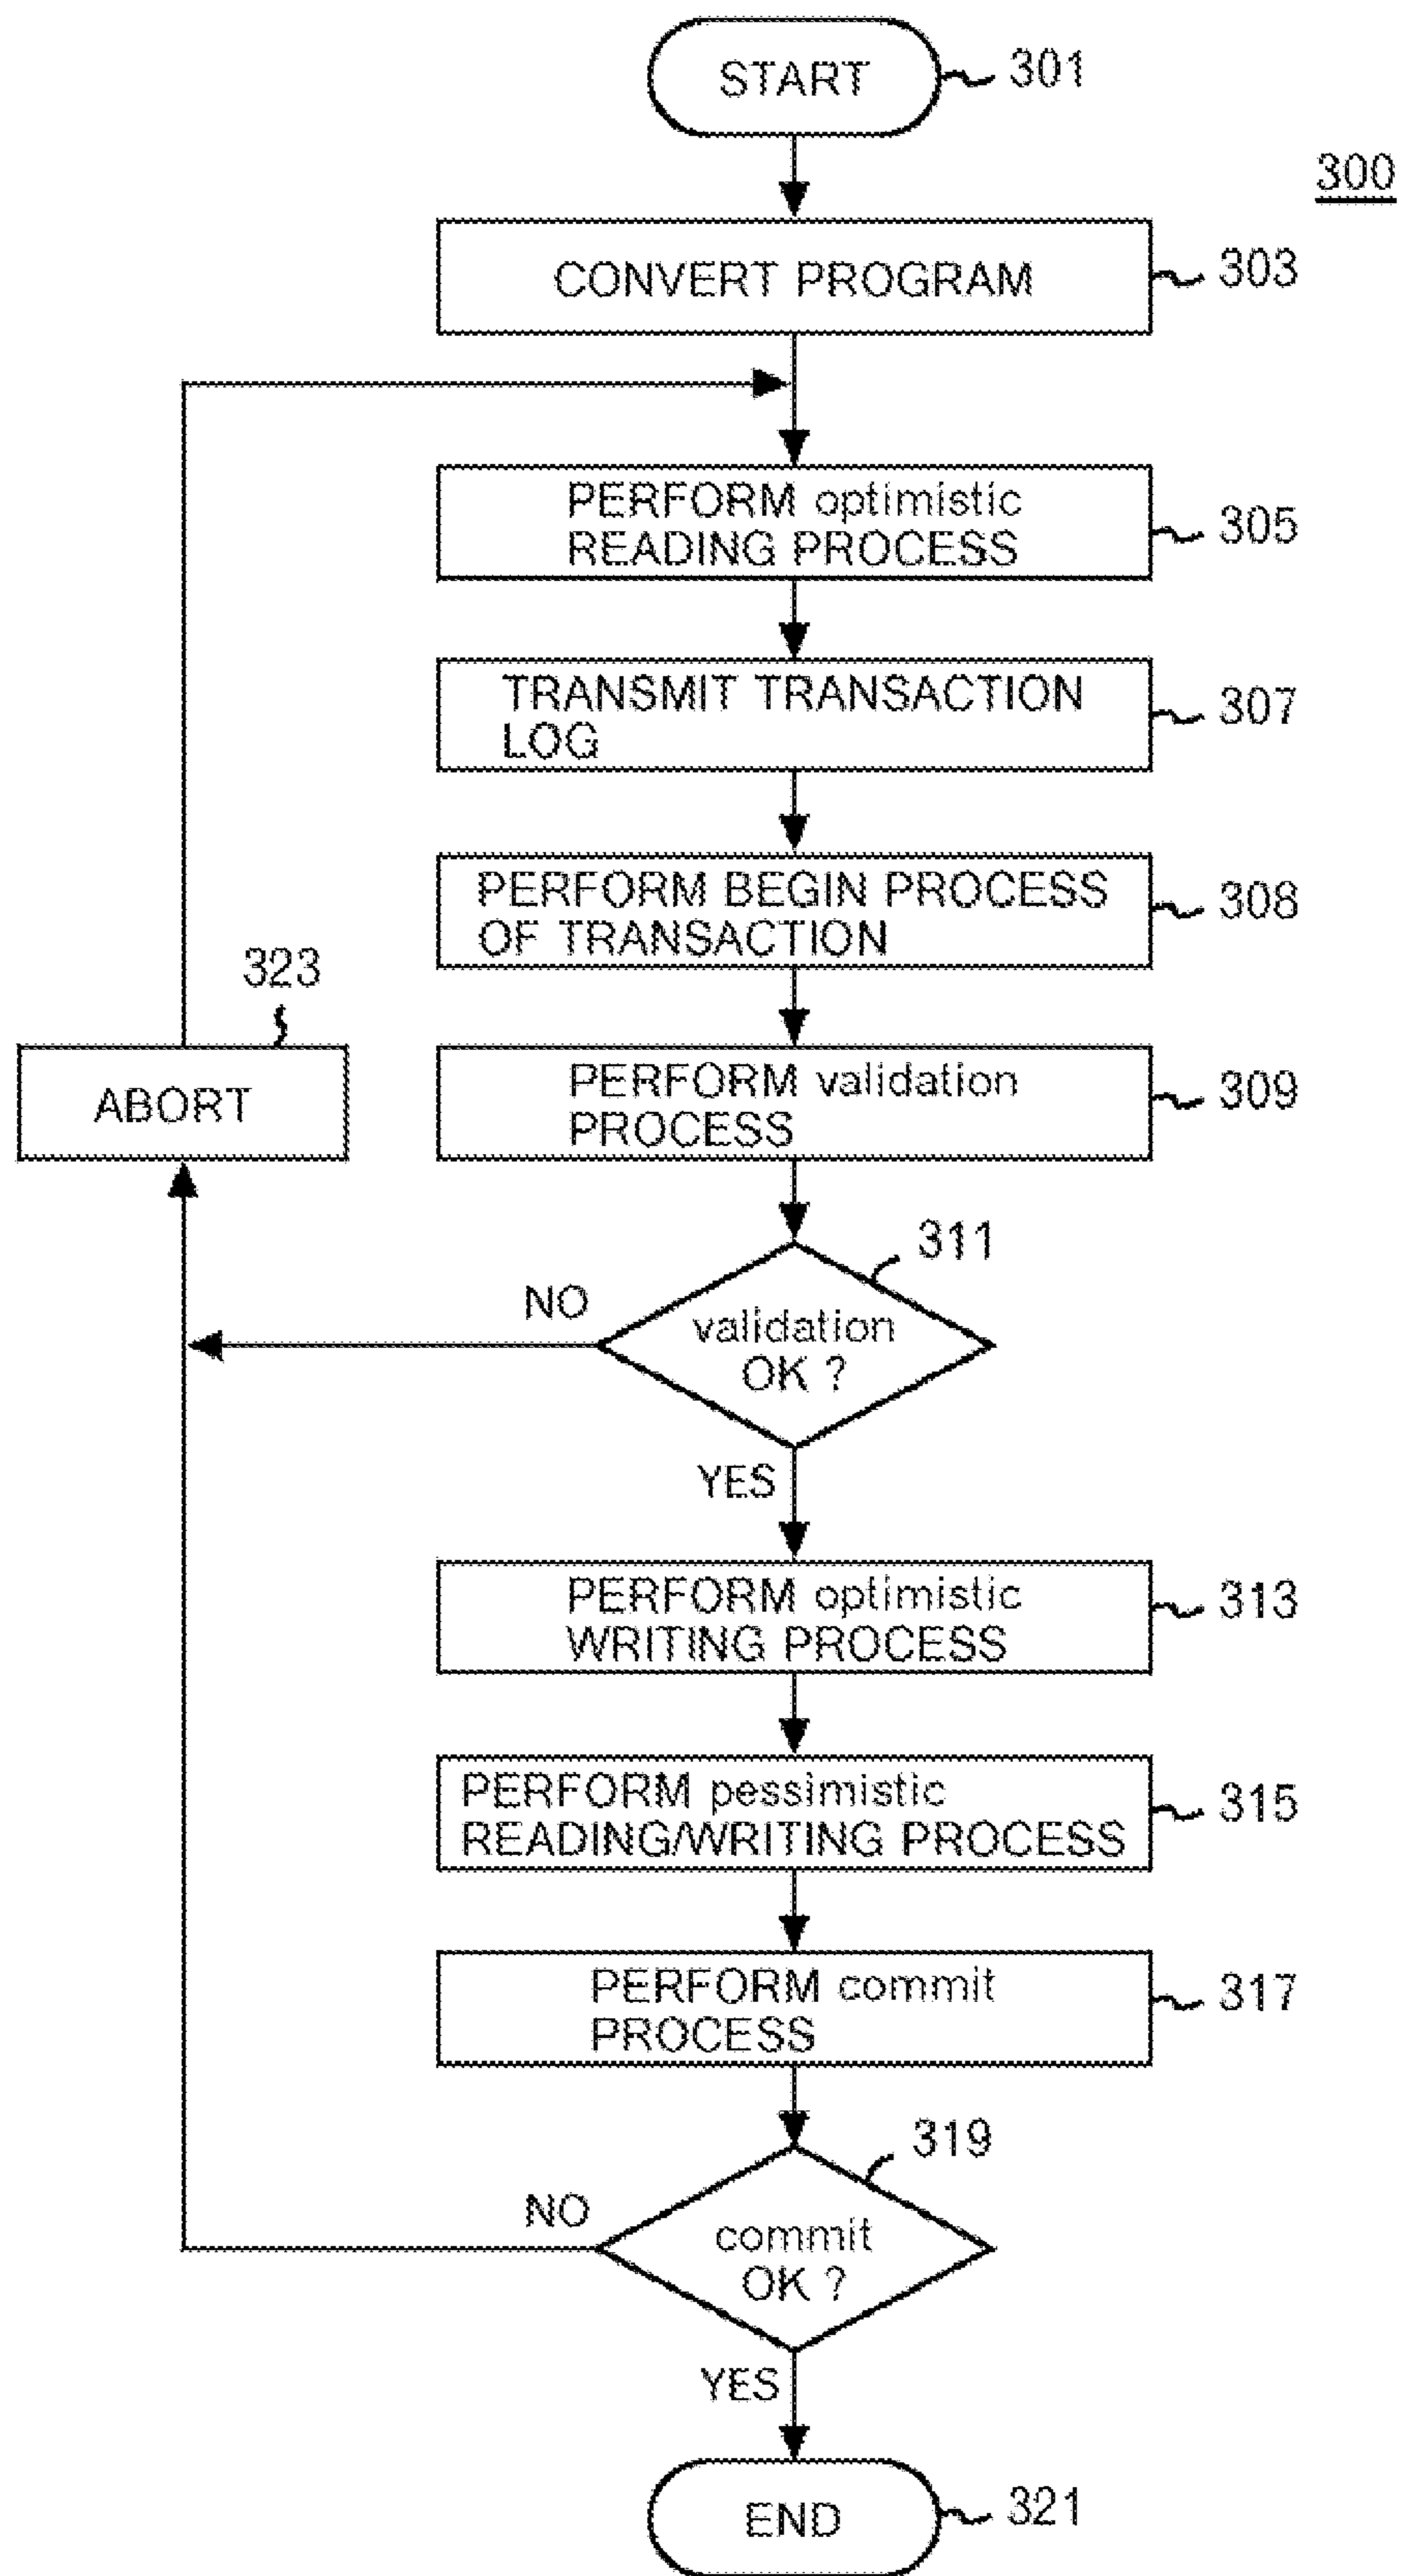 START
301
300
CONVERT PROGRAM
303
PERFORM optimistic
READING PROCESS
305
TRANSMIT TRANSACTION
LOG
307
PERFORM BEGIN PROCESS
OF TRANSACTION
308
323
ABORT
PERFORM validation
PROCESS
309
311
NO
validation
OK ?
YES
PERFORM optimistic
WRITING PROCESS
313
PERFORM pessimistic
READING/WRITING PROCESS
315
PERFORM commit
PROCESS
317
319
NO
commit
OK ?
YES
END
321